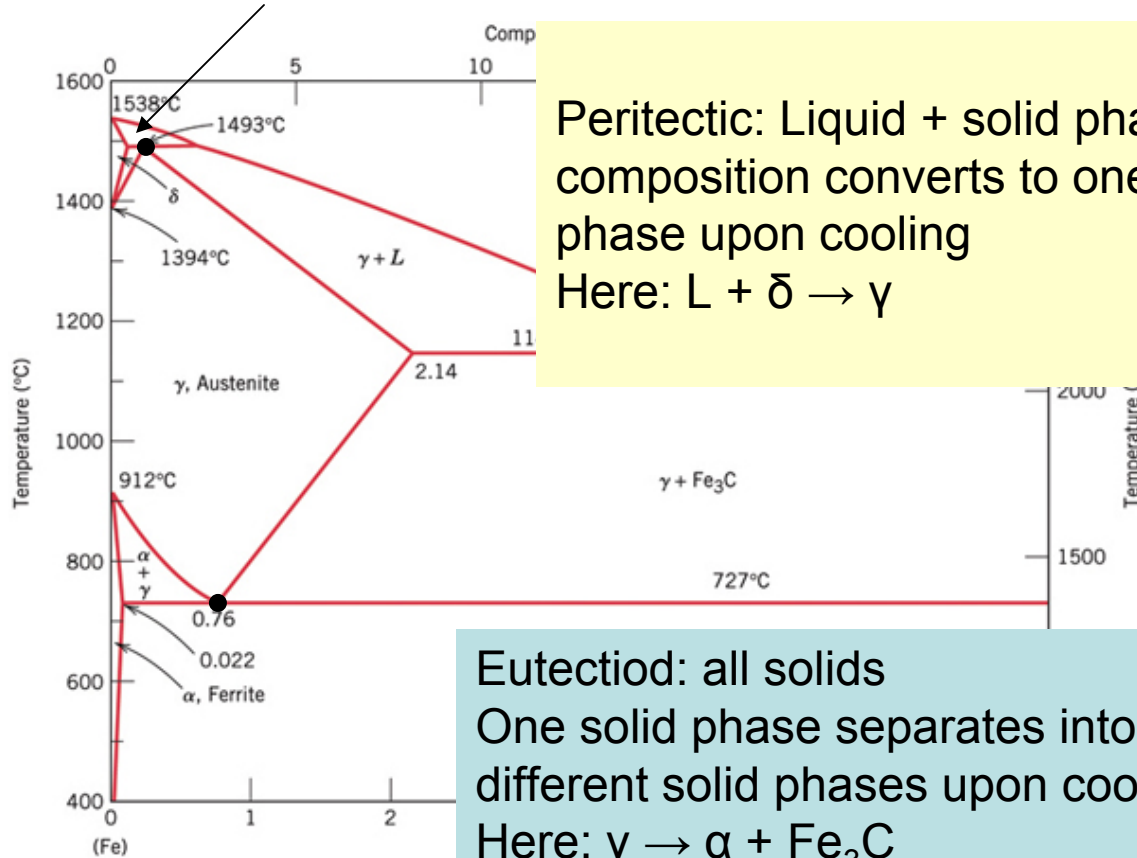 Comp
0 5 10
1600
1538°C
1493°C
Peritectic: Liquid + solid pha
composition converts to one
phase upon cooling
Here: L + δ → γ
δ
1400
1394°C
γ + L
1200
11
2.14
γ, Austenite
2000
Temperature (°C)
Temperature (
1000
912°C
γ + Fe₃C
800
α
+
γ
1500
727°C
0.76
0.022
600
α, Ferrite
Eutectiod: all solids
One solid phase separates into
different solid phases upon coo
Here: γ → α + Fe₃C
400
0 1 2
(Fe)